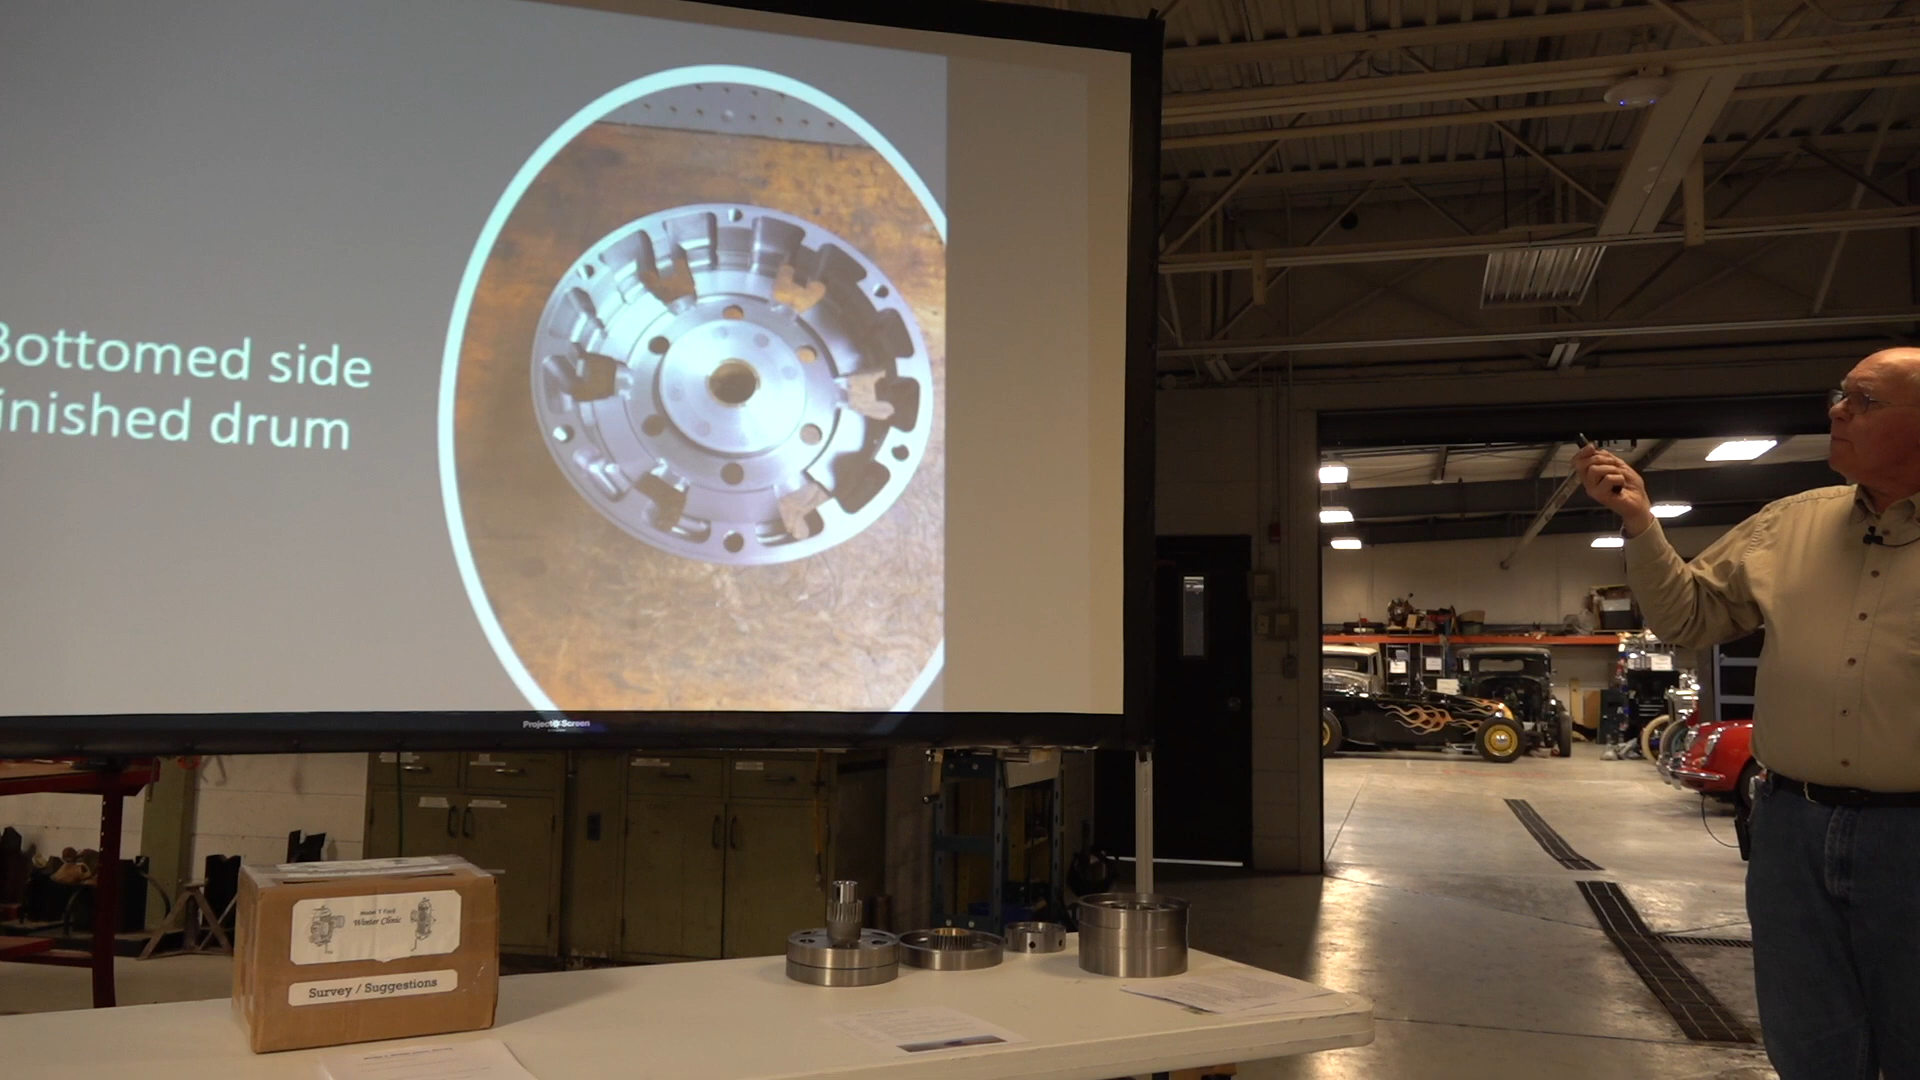 Bottomed side
inished drum
Project-O-Screen
Model T Ford
Winter Clinic
Survey / Suggestions